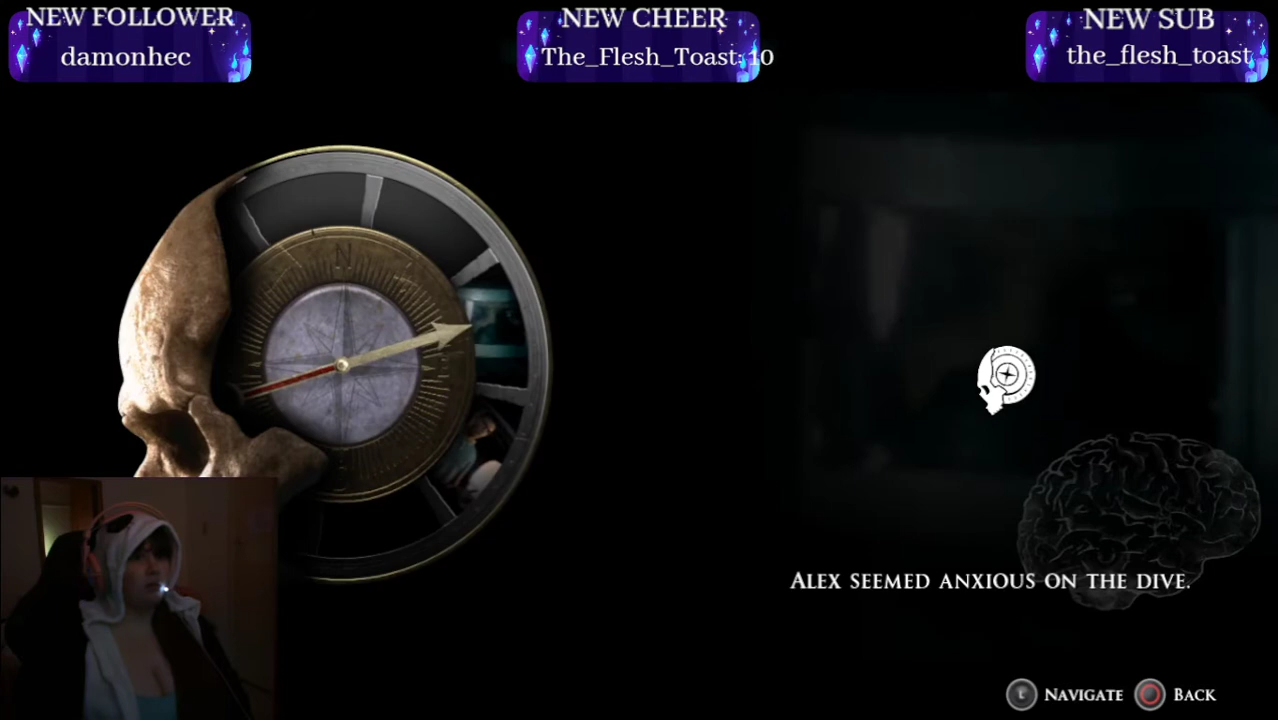 NEW FOLLOWER
damonhec
NEW CHEER
The_Flesh_Toast: 10
NEW SUB
the_flesh_toast
N
ALEX SEEMED ANXIOUS ON THE DIVE.
L
NAVIGATE
BACK